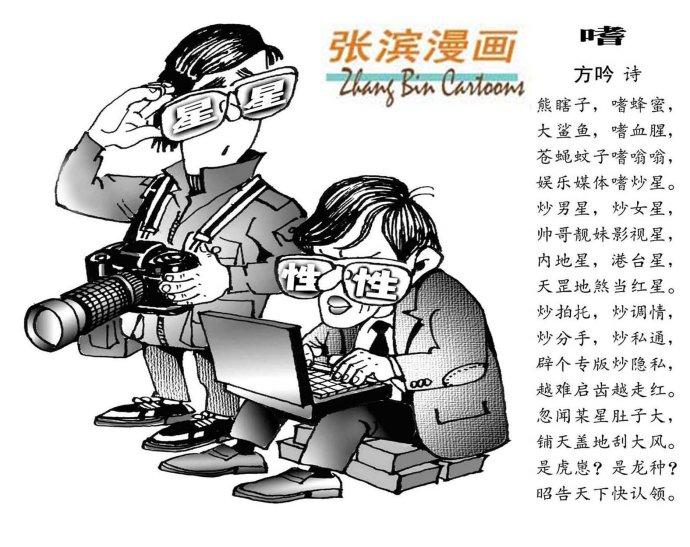 张滨漫画
Zhang Bin Cartoons
嗜
方吟 诗
熊瞎子，嗜蜂蜜，
大鲨鱼，嗜血腥，
苍蝇蚊子嗜嗡嗡，
娱乐媒体嗜炒星。
炒男星，炒女星，
帅哥靓妹影视星，
内地星，港台星，
天罡地煞当红星。
炒拍托，炒调情，
炒分手，炒私通，
辟个专版炒隐私，
越难启齿越走红。
忽闻某星肚子大，
铺天盖地刮大风。
是虎崽？是龙种？
昭告天下快认领。
星 星
性 性